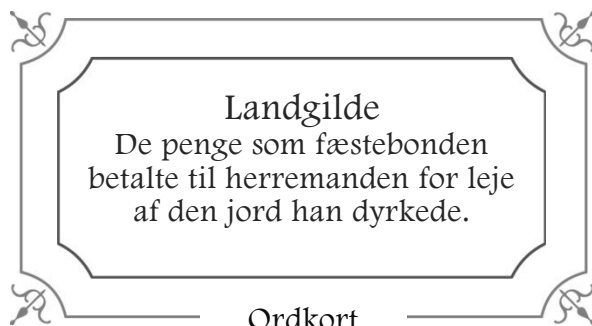 Landgilde
De penge som fæstebonden
betalte til herremanden for leje
af den jord han dyrkede.
Ordkort